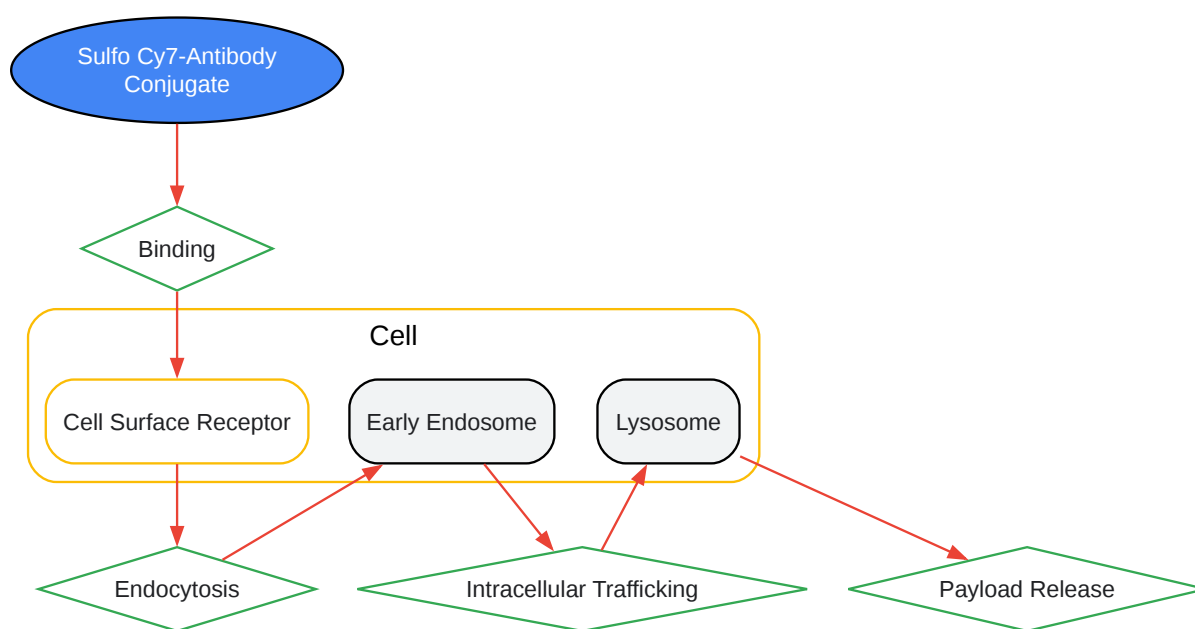 Sulfo Cy7-Antibody
Conjugate
Binding
Cell
Cell Surface Receptor
Early Endosome
Lysosome
Endocytosis
Intracellular Trafficking
Payload Release